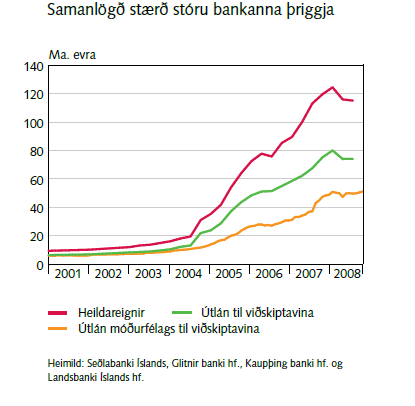 Samanlögð stærð stóru bankanna þriggja
Ma. evra
140
120
100
80
60
40
20
0
2001 2002 2003 2004 2005 2006 2007 2008
Heildareignir Útlán til viðskiptavina
Útlán móðurfélags til viðskiptavina
Heimild: Seðlabanki Íslands, Glitnir banki hf., Kaupþing banki hf. og
Landsbanki Íslands hf.